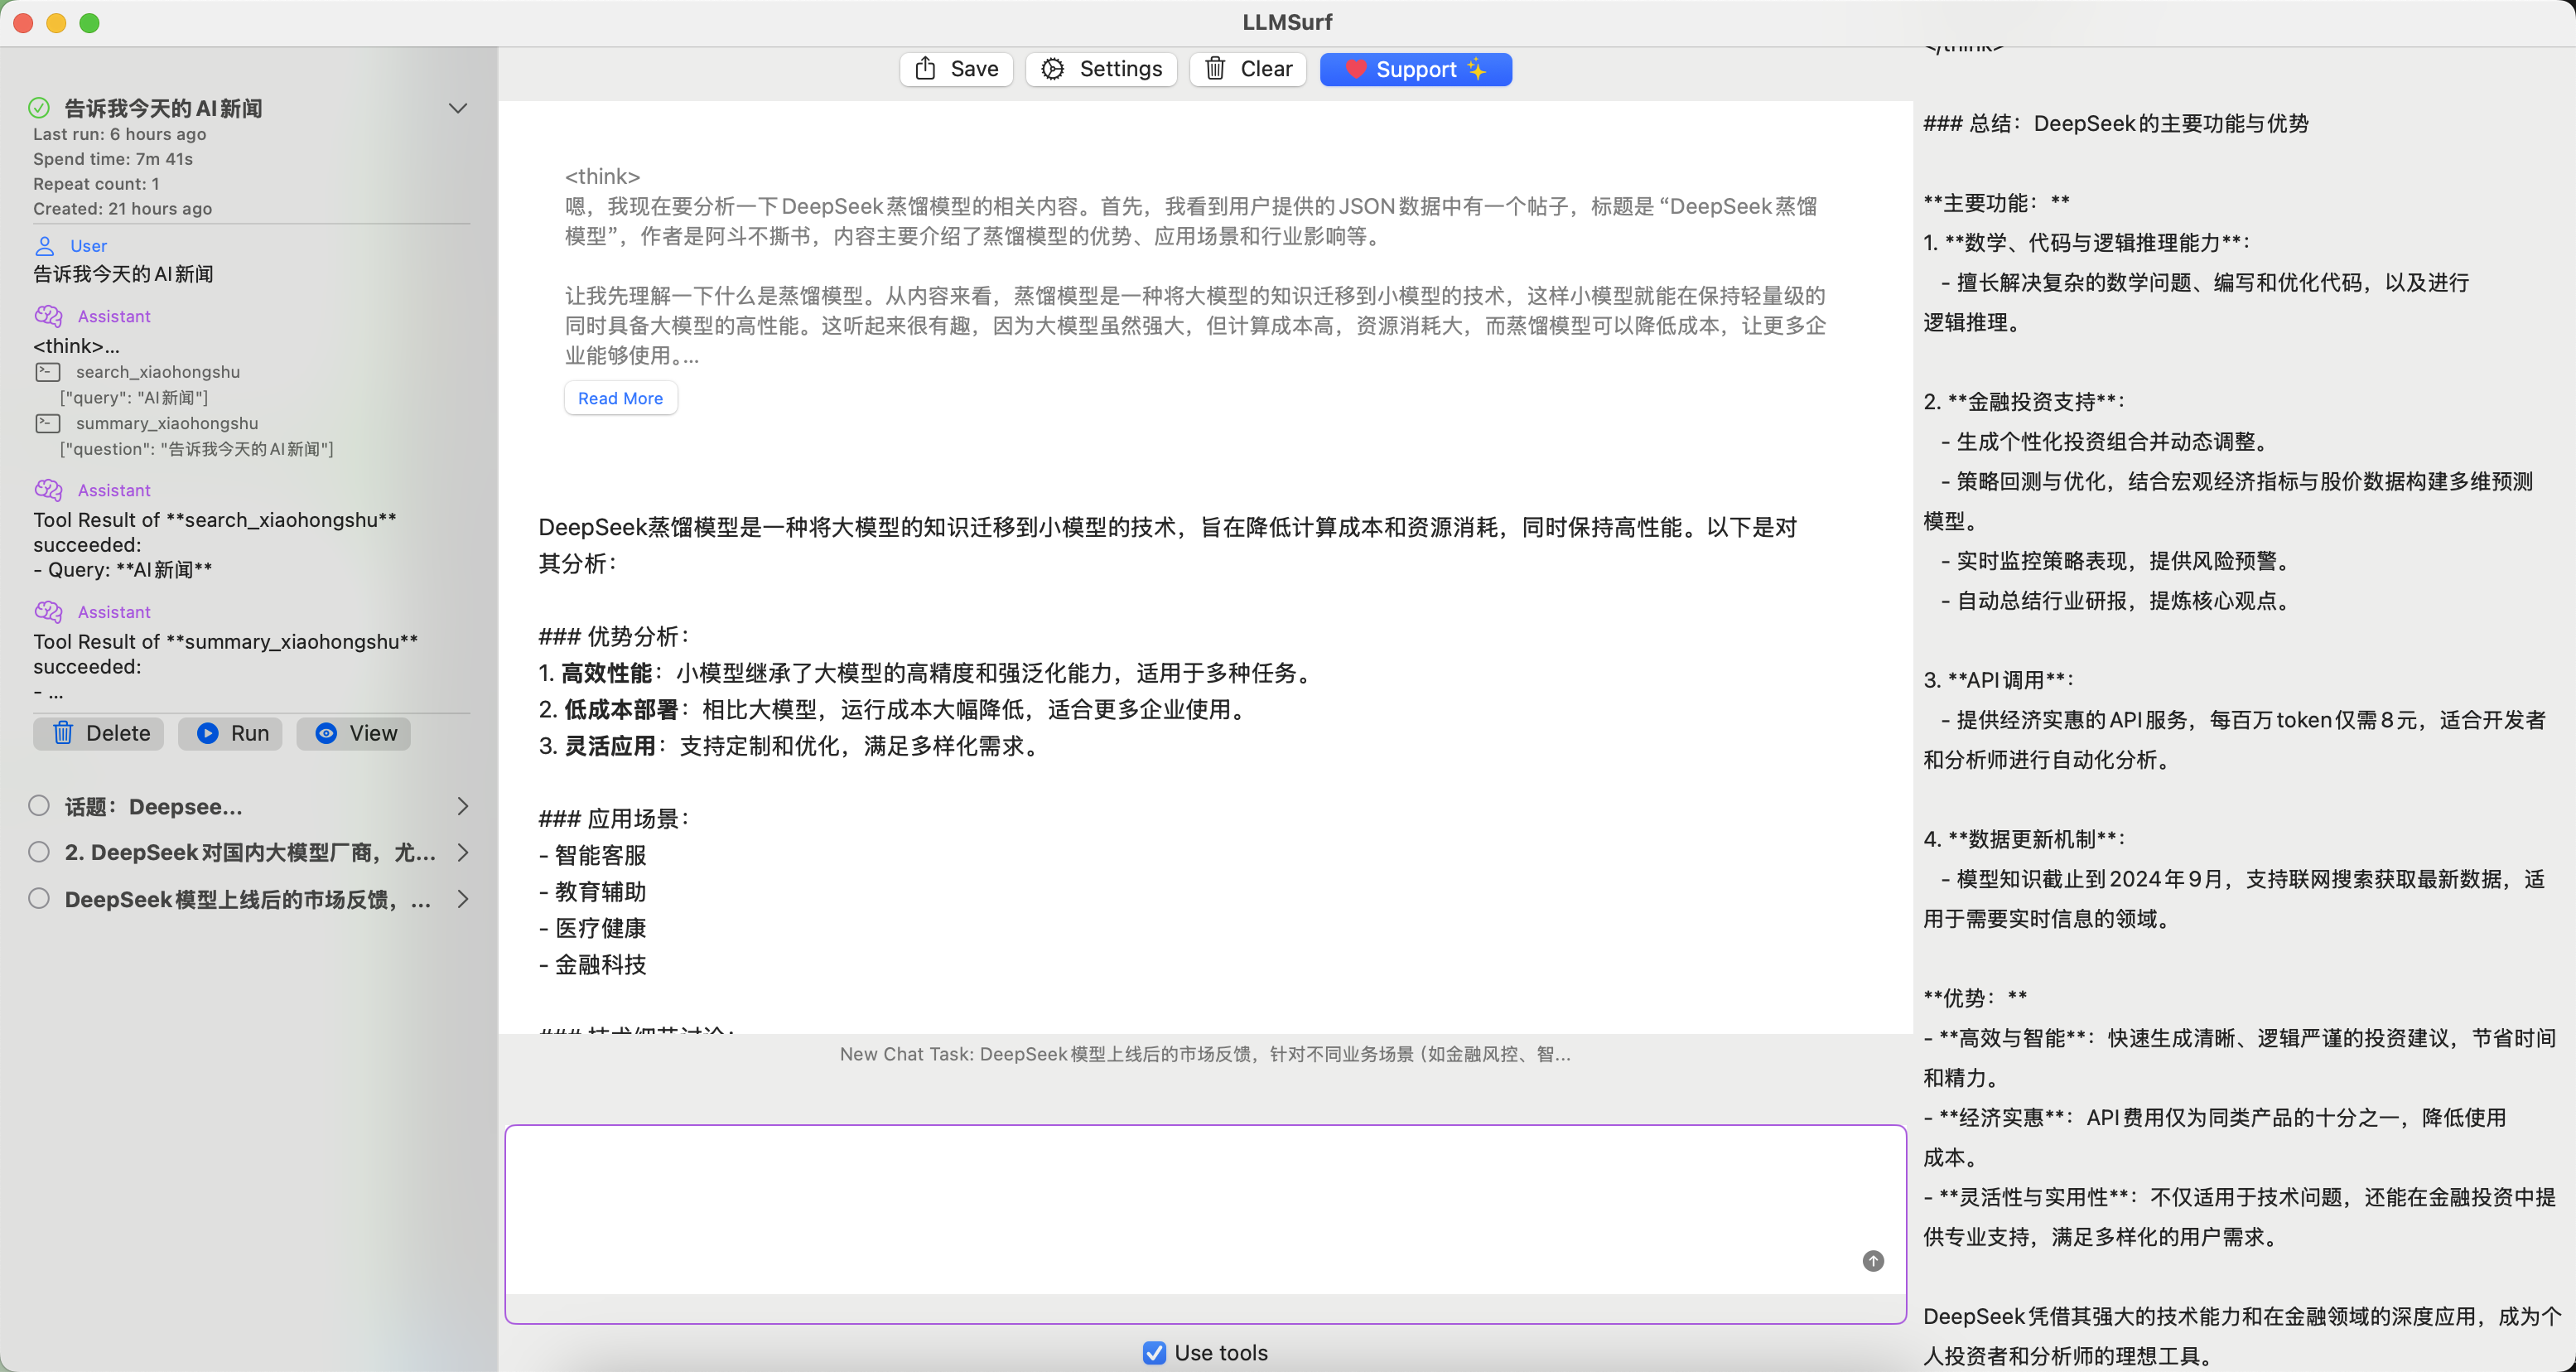 LLMSurf
告诉我今天的AI新闻
Last run: 6 hours ago
Spend time: 7m 41s
Repeat count: 1
Created: 21 hours ago
User
告诉我今天的AI新闻
Assistant
<think>...
search_xiaohongshu
["query": "AI新闻"]
summary_xiaohongshu
["question": "告诉我今天的AI新闻"]
Assistant
Tool Result of **search_xiaohongshu**
succeeded:
- Query: **AI新闻**
Assistant
Tool Result of **summary_xiaohongshu**
succeeded:
- ...
Delete
Run
View
话题：Deepsee...
2. DeepSeek对国内大模型厂商，尤...
DeepSeek模型上线后的市场反馈，...
Save
Settings
Clear
Support
<think>
嗯，我现在要分析一下DeepSeek蒸馏模型的相关内容。首先，我看到用户提供的JSON数据中有一个帖子，标题是 “DeepSeek蒸馏
模型”，作者是阿斗不撕书，内容主要介绍了蒸馏模型的优势、应用场景和行业影响等。
让我先理解一下什么是蒸馏模型。从内容来看，蒸馏模型是一种将大模型的知识迁移到小模型的技术，这样小模型就能在保持轻量级的
同时具备大模型的高性能。这听起来很有趣，因为大模型虽然强大，但计算成本高，资源消耗大，而蒸馏模型可以降低成本，让更多企
业能够使用。...
Read More
DeepSeek蒸馏模型是一种将大模型的知识迁移到小模型的技术，旨在降低计算成本和资源消耗，同时保持高性能。以下是对
其分析：
### 优势分析：
1. 高效性能：小模型继承了大模型的高精度和强泛化能力，适用于多种任务。
2. 低成本部署：相比大模型，运行成本大幅降低，适合更多企业使用。
3. 灵活应用：支持定制和优化，满足多样化需求。
### 应用场景：
- 智能客服
- 教育辅助
- 医疗健康
- 金融科技
### 技术细节讨论：
New Chat Task: DeepSeek模型上线后的市场反馈，针对不同业务场景（如金融风控、智...
Use tools
</think>
### 总结：DeepSeek的主要功能与优势
**主要功能：**
1. **数学、代码与逻辑推理能力**：
- 擅长解决复杂的数学问题、编写和优化代码，以及进行
逻辑推理。
2. **金融投资支持**：
- 生成个性化投资组合并动态调整。
- 策略回测与优化，结合宏观经济指标与股价数据构建多维预测
模型。
- 实时监控策略表现，提供风险预警。
- 自动总结行业研报，提炼核心观点。
3. **API调用**：
- 提供经济实惠的API服务，每百万token仅需8元，适合开发者
和分析师进行自动化分析。
4. **数据更新机制**：
- 模型知识截止到2024年9月，支持联网搜索获取最新数据，适
用于需要实时信息的领域。
**优势：**
- **高效与智能**：快速生成清晰、逻辑严谨的投资建议，节省时间
和精力。
- **经济实惠**：API费用仅为同类产品的十分之一，降低使用
成本。
- **灵活性与实用性**：不仅适用于技术问题，还能在金融投资中提
供专业支持，满足多样化的用户需求。
DeepSeek凭借其强大的技术能力和在金融领域的深度应用，成为个
人投资者和分析师的理想工具。